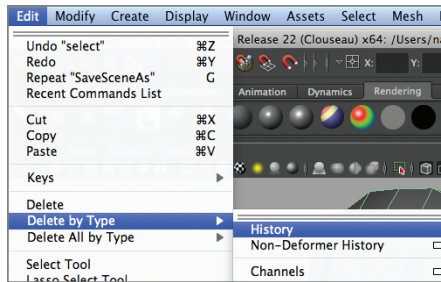 Edit Modify Create Display Window Assets Select Mesh
Release 22 (Clouseau) x64: /Users/n
Undo "select" ⌘Z
Redo ⌘Y
Repeat "SaveSceneAs" G
Recent Commands List
X: Y:
Animation Dynamics Rendering
Cut ⌘X
Copy ⌘C
Paste ⌘V
Keys
Delete
Delete by Type
Delete All by Type
History
Non-Deformer History
Channels
Select Tool
Lasso Select Tool